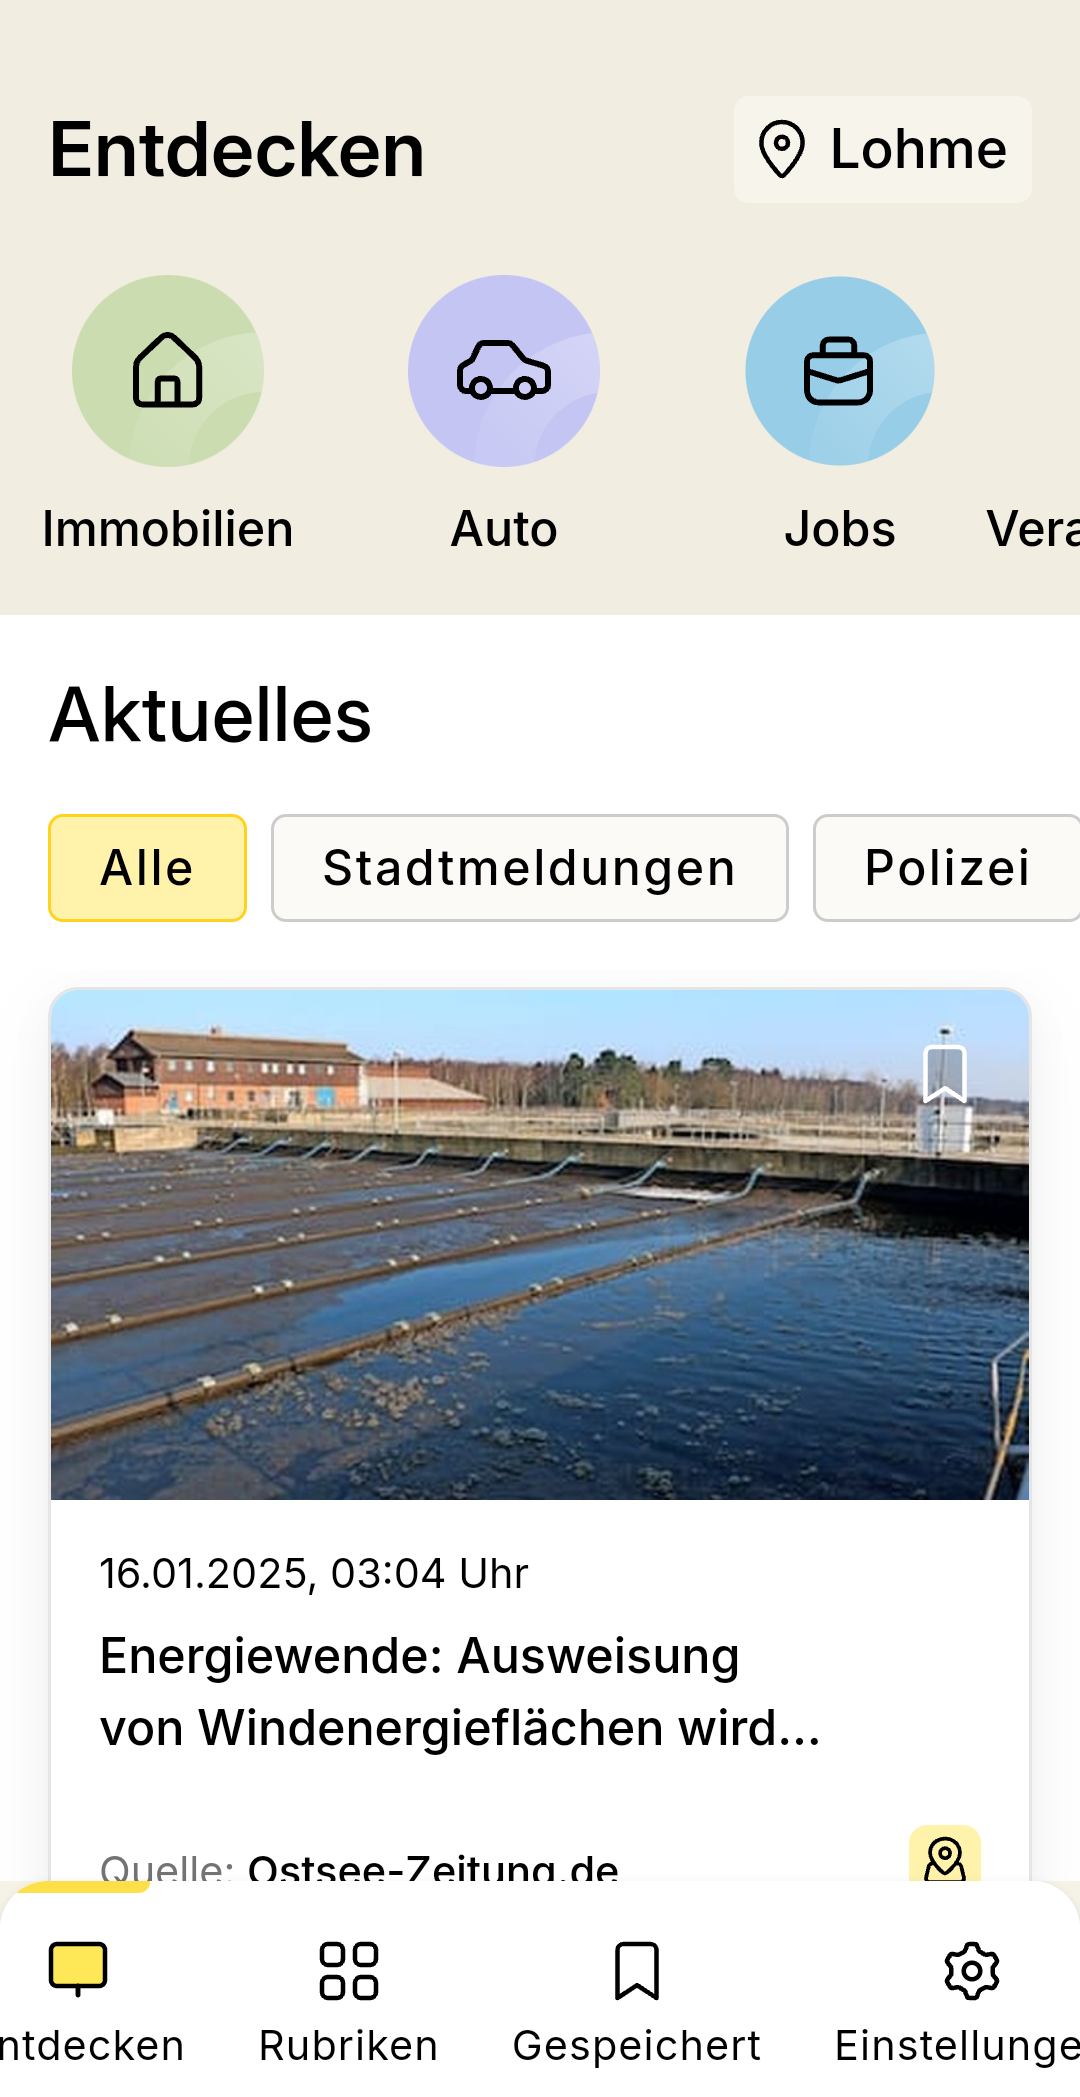 Entdecken
Lohme
Immobilien
Auto
Jobs
Vera
Aktuelles
Alle
Stadtmeldungen
Polizei
16.01.2025, 03:04 Uhr
Energiewende: Ausweisung
von Windenergieflächen wird...
Quelle: Ostsee-Zeitung.de
ntdecken
Rubriken
Gespeichert
Einstellunge